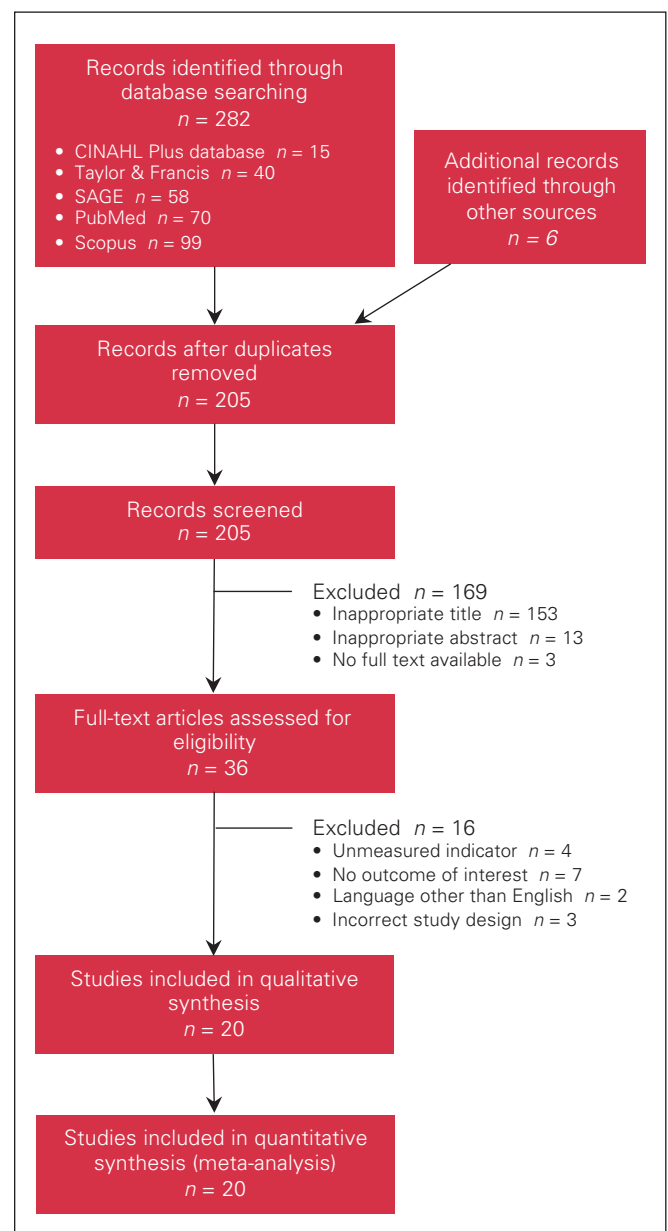 Records identified through
database searching
n = 282
• CINAHL Plus database n = 15
• Taylor & Francis n = 40
• SAGE n = 58
• PubMed n = 70
• Scopus n = 99
Additional records
identified through
other sources
n = 6
Records after duplicates
removed
n = 205
Records screened
n = 205
Excluded n = 169
• Inappropriate title n = 153
• Inappropriate abstract n = 13
• No full text available n = 3
Full-text articles assessed for
eligibility
n = 36
Excluded n = 16
• Unmeasured indicator n = 4
• No outcome of interest n = 7
• Language other than English n = 2
• Incorrect study design n = 3
Studies included in qualitative
synthesis
n = 20
Studies included in quantitative
synthesis (meta-analysis)
n = 20